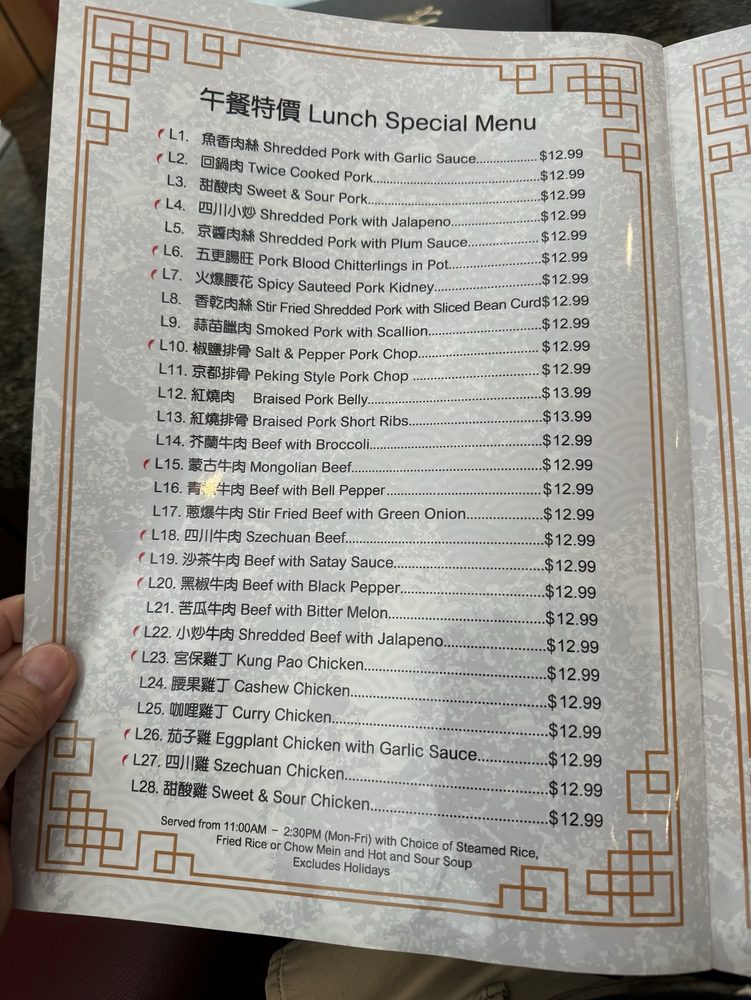 午餐特價 Lunch Special Menu
L1. 魚香肉絲 Shredded Pork with Garlic Sauce.................. $12.99
L2. 回鍋肉 Twice Cooked Pork..................................................$12.99
L3. 甜酸肉 Sweet & Sour Pork...................................................$12.99
L4. 四川小炒 Shredded Pork with Jalapeno..........................$12.99
L5. 京醬肉絲 Shredded Pork with Plum Sauce.....................$12.99
L6. 五更腸旺 Pork Blood Chitterlings in Pot...........................$12.99
L7. 火爆腰花 Spicy Sauteed Pork Kidney................................$12.99
L8. 香乾肉絲 Stir Fried Shredded Pork with Sliced Bean Curd$12.99
L9. 蒜苗臘肉 Smoked Pork with Scallion..................................$12.99
L10. 椒鹽排骨 Salt & Pepper Pork Chop.....................................$12.99
L11. 京都排骨 Peking Style Pork Chop .......................................$12.99
L12. 紅燒肉 Braised Pork Belly....................................................$13.99
L13. 紅燒排骨 Braised Pork Short Ribs........................................$13.99
L14. 芥蘭牛肉 Beef with Broccoli...................................................$12.99
L15. 蒙古牛肉 Mongolian Beef.......................................................$12.99
L16. 青 牛肉 Beef with Bell Pepper..............................................$12.99
L17. 蔥爆牛肉 Stir Fried Beef with Green Onion.......................$12.99
L18. 四川牛肉 Szechuan Beef.........................................................$12.99
L19. 沙茶牛肉 Beef with Satay Sauce...........................................$12.99
L20. 黑椒牛肉 Beef with Black Pepper..........................................$12.99
L21. 苦瓜牛肉 Beef with Bitter Melon.............................................$12.99
L22. 小炒牛肉 Shredded Beef with Jalapeno..............................$12.99
L23. 宮保雞丁 Kung Pao Chicken.....................................................$12.99
L24. 腰果雞丁 Cashew Chicken.........................................................$12.99
L25. 咖哩雞丁 Curry Chicken...............................................................$12.99
L26. 茄子雞 Eggplant Chicken with Garlic Sauce....................$12.99
L27. 四川雞 Szechuan Chicken...........................................................$12.99
L28. 甜酸雞 Sweet & Sour Chicken....................................................$12.99
Served from 11:00AM – 2:30PM (Mon-Fri) with Choice of Steamed Rice,
Fried Rice or Chow Mein and Hot and Sour Soup
Excludes Holidays